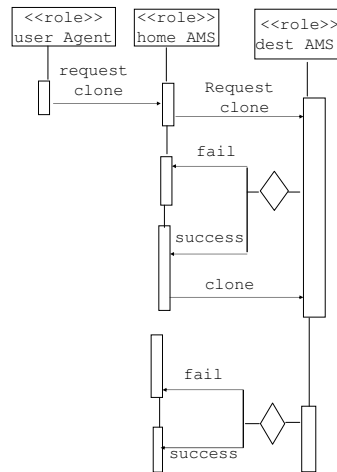 <<role>>
user Agent
<<role>>
home AMS
<<role>>
dest AMS
request
clone
Request
clone
fail
success
clone
fail
success